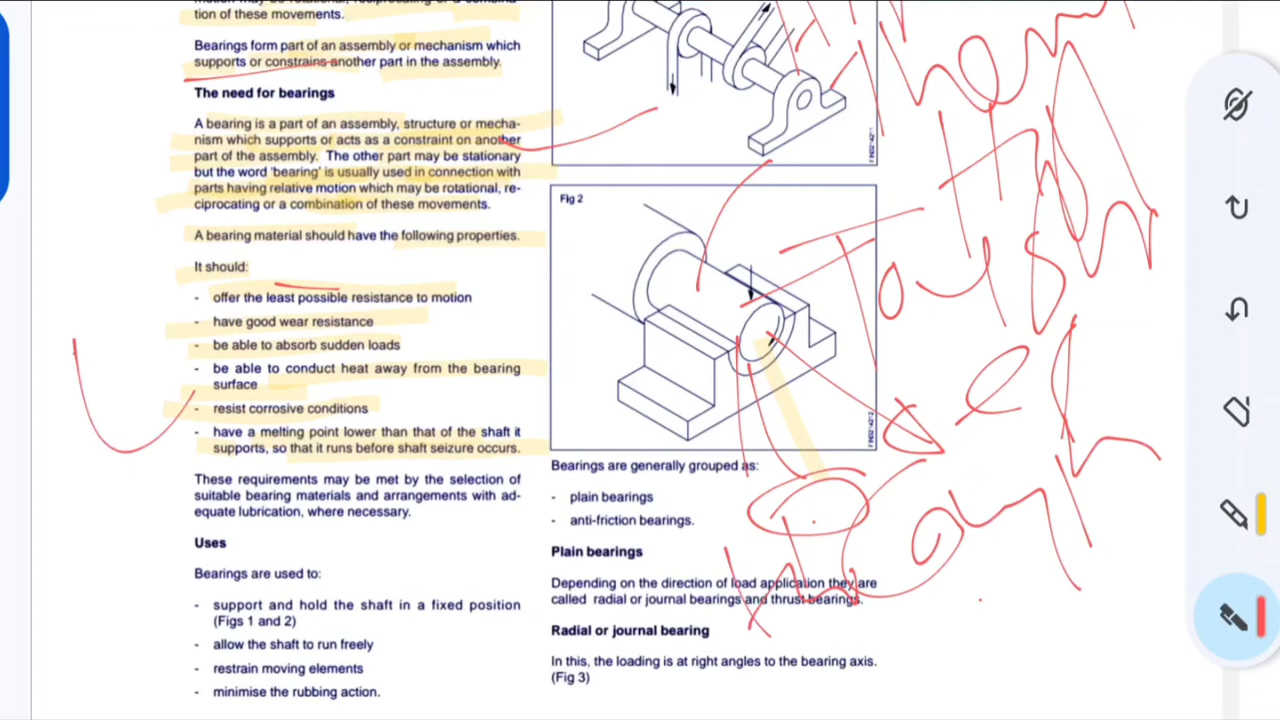 tion of these movements.
Bearings form part of an assembly or mechanism which
supports or constrains another part in the assembly.
The need for bearings
A bearing is a part of an assembly, structure or mecha-
nism which supports or acts as a constraint on another
part of the assembly. The other part may be stationary
but the word 'bearing' is usually used in connection with
parts having relative motion which may be rotational, re-
ciprocating or a combination of these movements.
A bearing material should have the following properties.
It should:
- offer the least possible resistance to motion
- have good wear resistance
- be able to absorb sudden loads
- be able to conduct heat away from the bearing
surface
- resist corrosive conditions
- have a melting point lower than that of the shaft it
supports, so that it runs before shaft seizure occurs.
These requirements may be met by the selection of
suitable bearing materials and arrangements with ad-
equate lubrication, where necessary.
Uses
Bearings are used to:
- support and hold the shaft in a fixed position
(Figs 1 and 2)
- allow the shaft to run freely
- restrain moving elements
- minimise the rubbing action.
Fig 2
Bearings are generally grouped as:
- plain bearings
- anti-friction bearings.
Plain bearings
Depending on the direction of load application they are
called radial or journal bearings and thrust bearings.
Radial or journal bearing
In this, the loading is at right angles to the bearing axis.
(Fig 3)